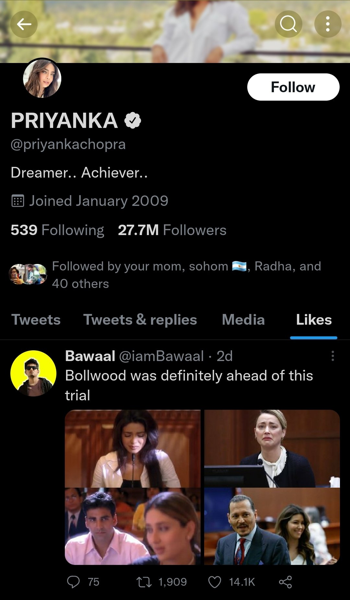 Follow
PRIYANKA
@priyankachopra
Dreamer.. Achiever..
Joined January 2009
539 Following 27.7M Followers
Followed by your mom, sohom 🇦🇷, Radha, and
40 others
Tweets Tweets & replies Media Likes
Bawaal @iamBawaal · 2d
Bollwood was definitely ahead of this
trial
75 1,909 14.1K